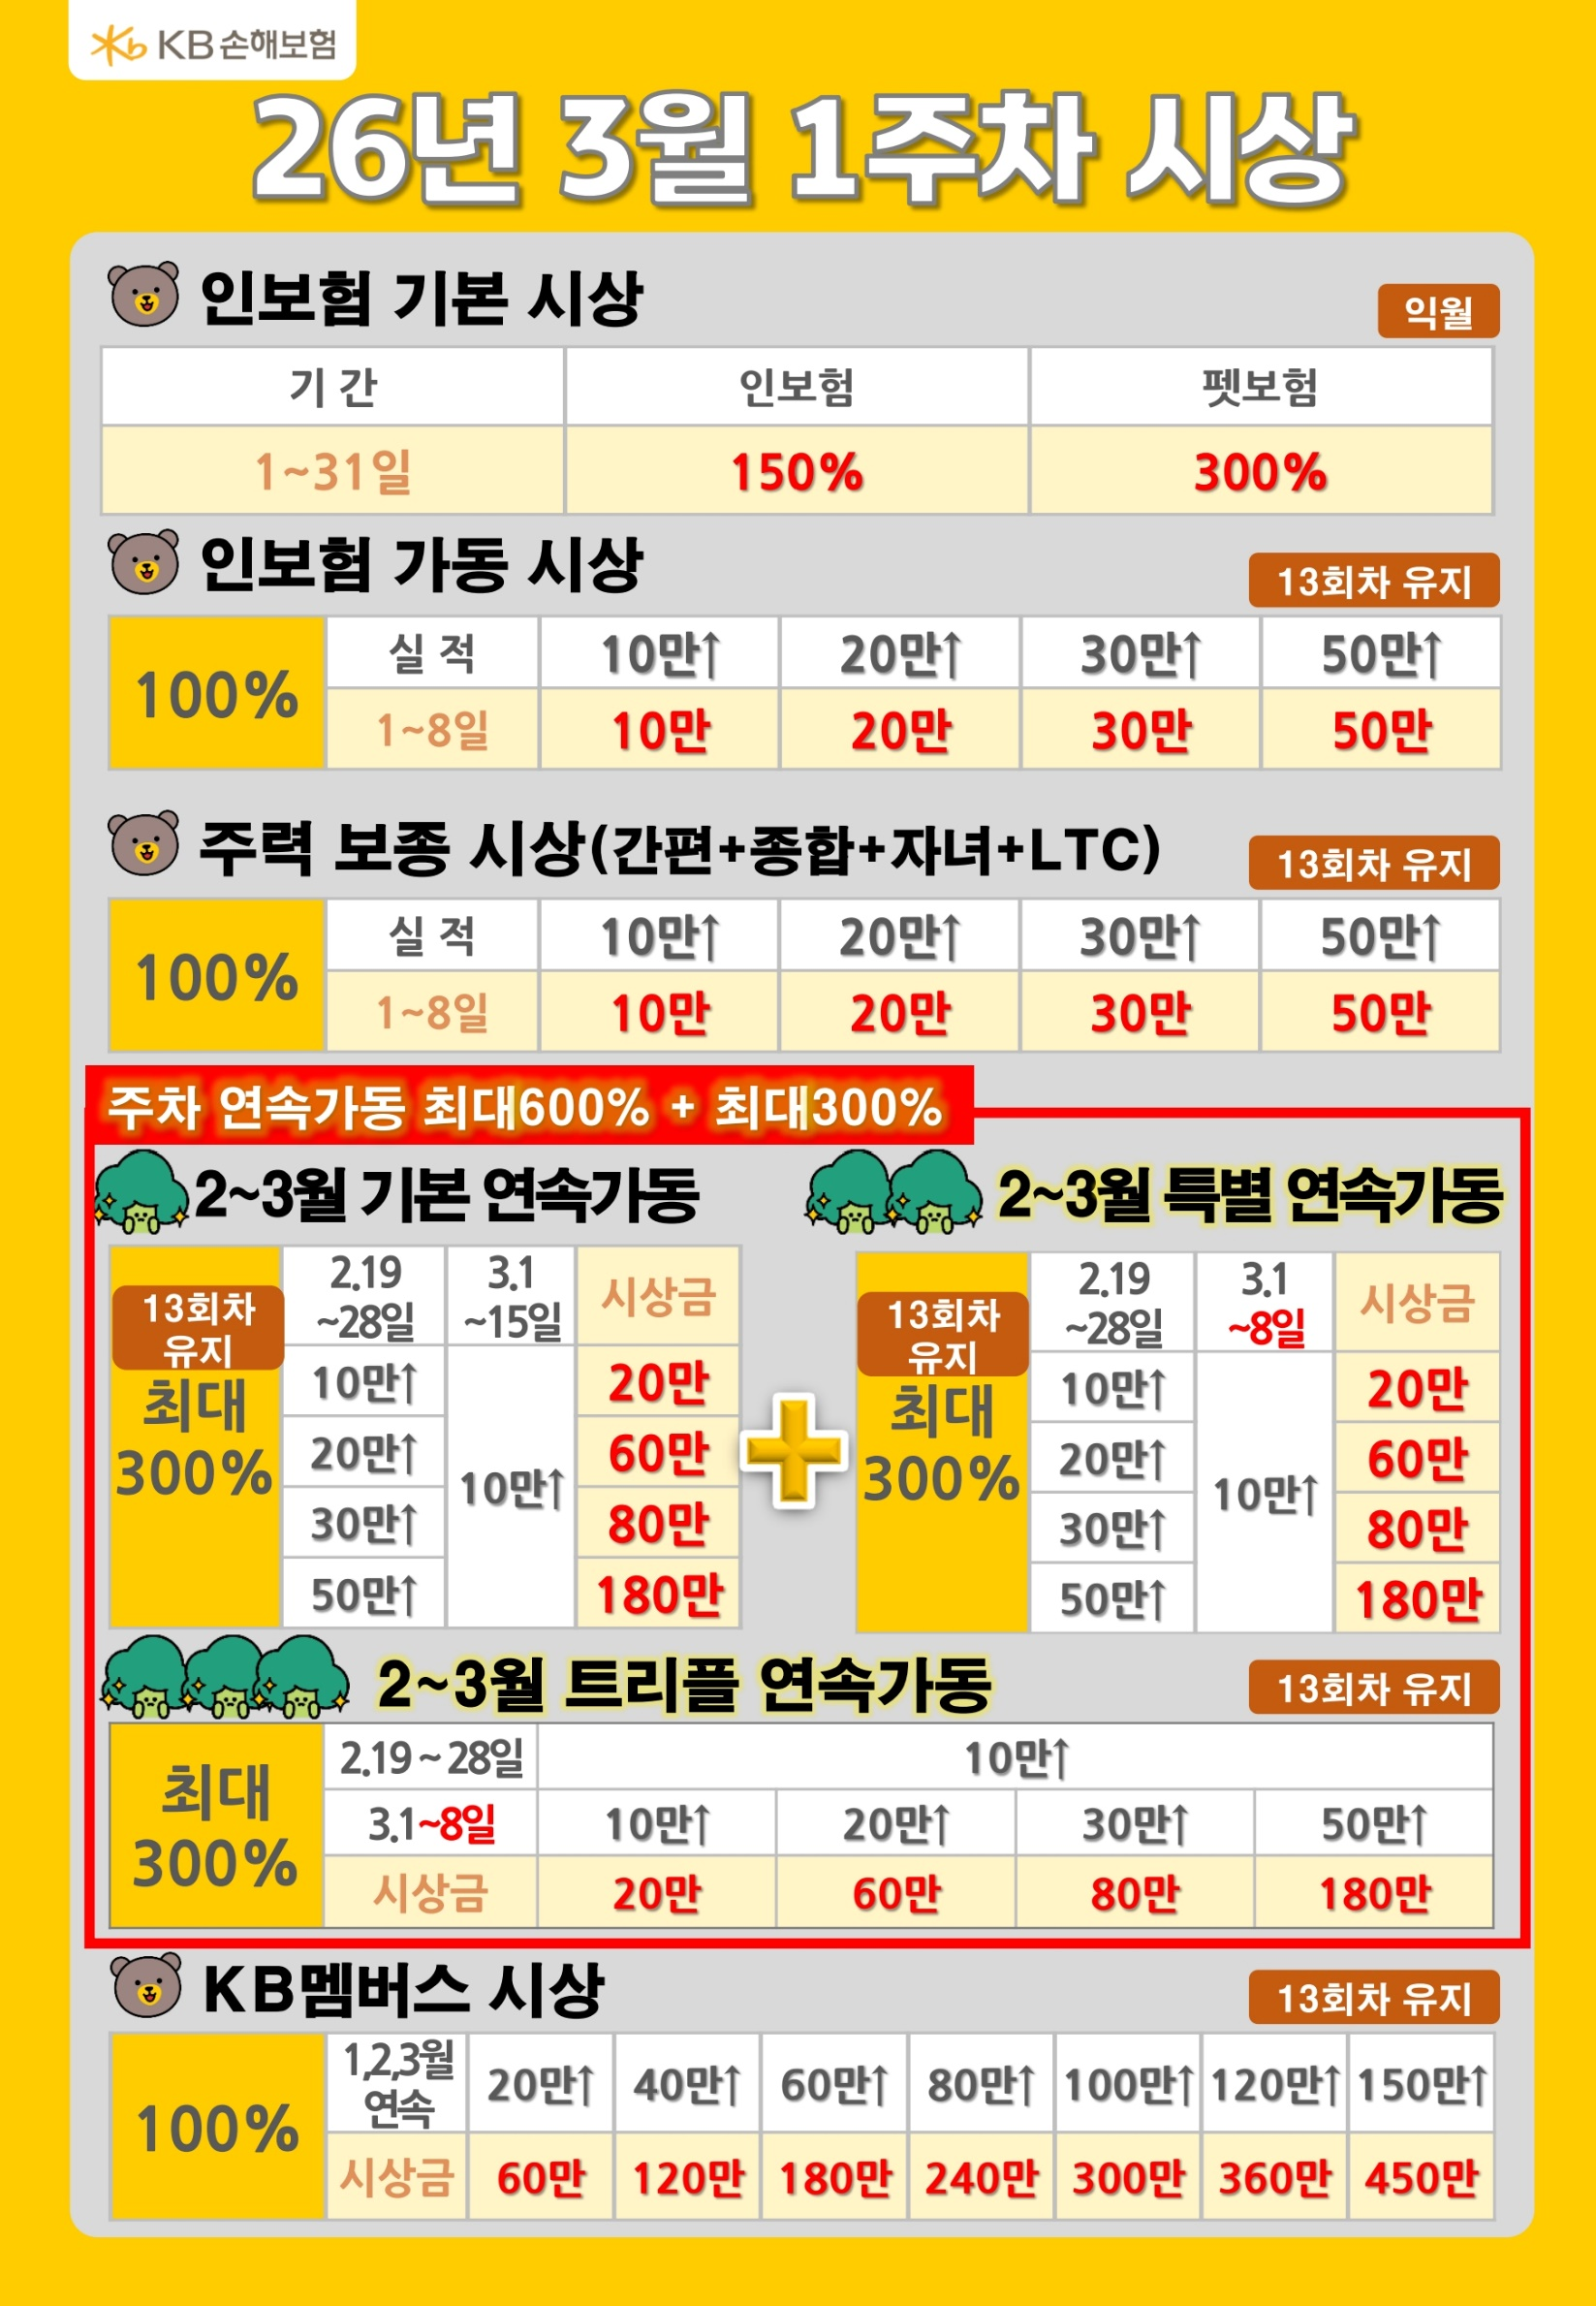 KB 손해보험
26년 3월 1주차 시상
인보험 기본 시상
익월
기 간 인보험 펫보험
1~31일 150% 300%
인보험 가동 시상
13회차 유지
100%
실 적 10만↑ 20만↑ 30만↑ 50만↑
1~8일 10만 20만 30만 50만
주력 보종 시상(간편+종합+자녀+LTC)
13회차 유지
100%
실 적 10만↑ 20만↑ 30만↑ 50만↑
1~8일 10만 20만 30만 50만
주차 연속가동 최대600% + 최대300%
2~3월 기본 연속가동
13회차
유지
최대
300%
2.19
~28일
3.1
~15일
시상금
10만↑ 20만
20만↑ 60만
10만↑
30만↑ 80만
50만↑ 180만
2~3월 특별 연속가동
13회차
유지
최대
300%
2.19
~28일
3.1
~8일
시상금
10만↑ 20만
20만↑ 60만
10만↑
30만↑ 80만
50만↑ 180만
2~3월 트리플 연속가동
13회차 유지
최대
300%
2.19 ~ 28일 10만↑
3.1~8일 10만↑ 20만↑ 30만↑ 50만↑
시상금 20만 60만 80만 180만
KB멤버스 시상
13회차 유지
100%
1,2,3월
연속
20만↑ 40만↑ 60만↑ 80만↑ 100만↑ 120만↑ 150만↑
시상금 60만 120만 180만 240만 300만 360만 450만